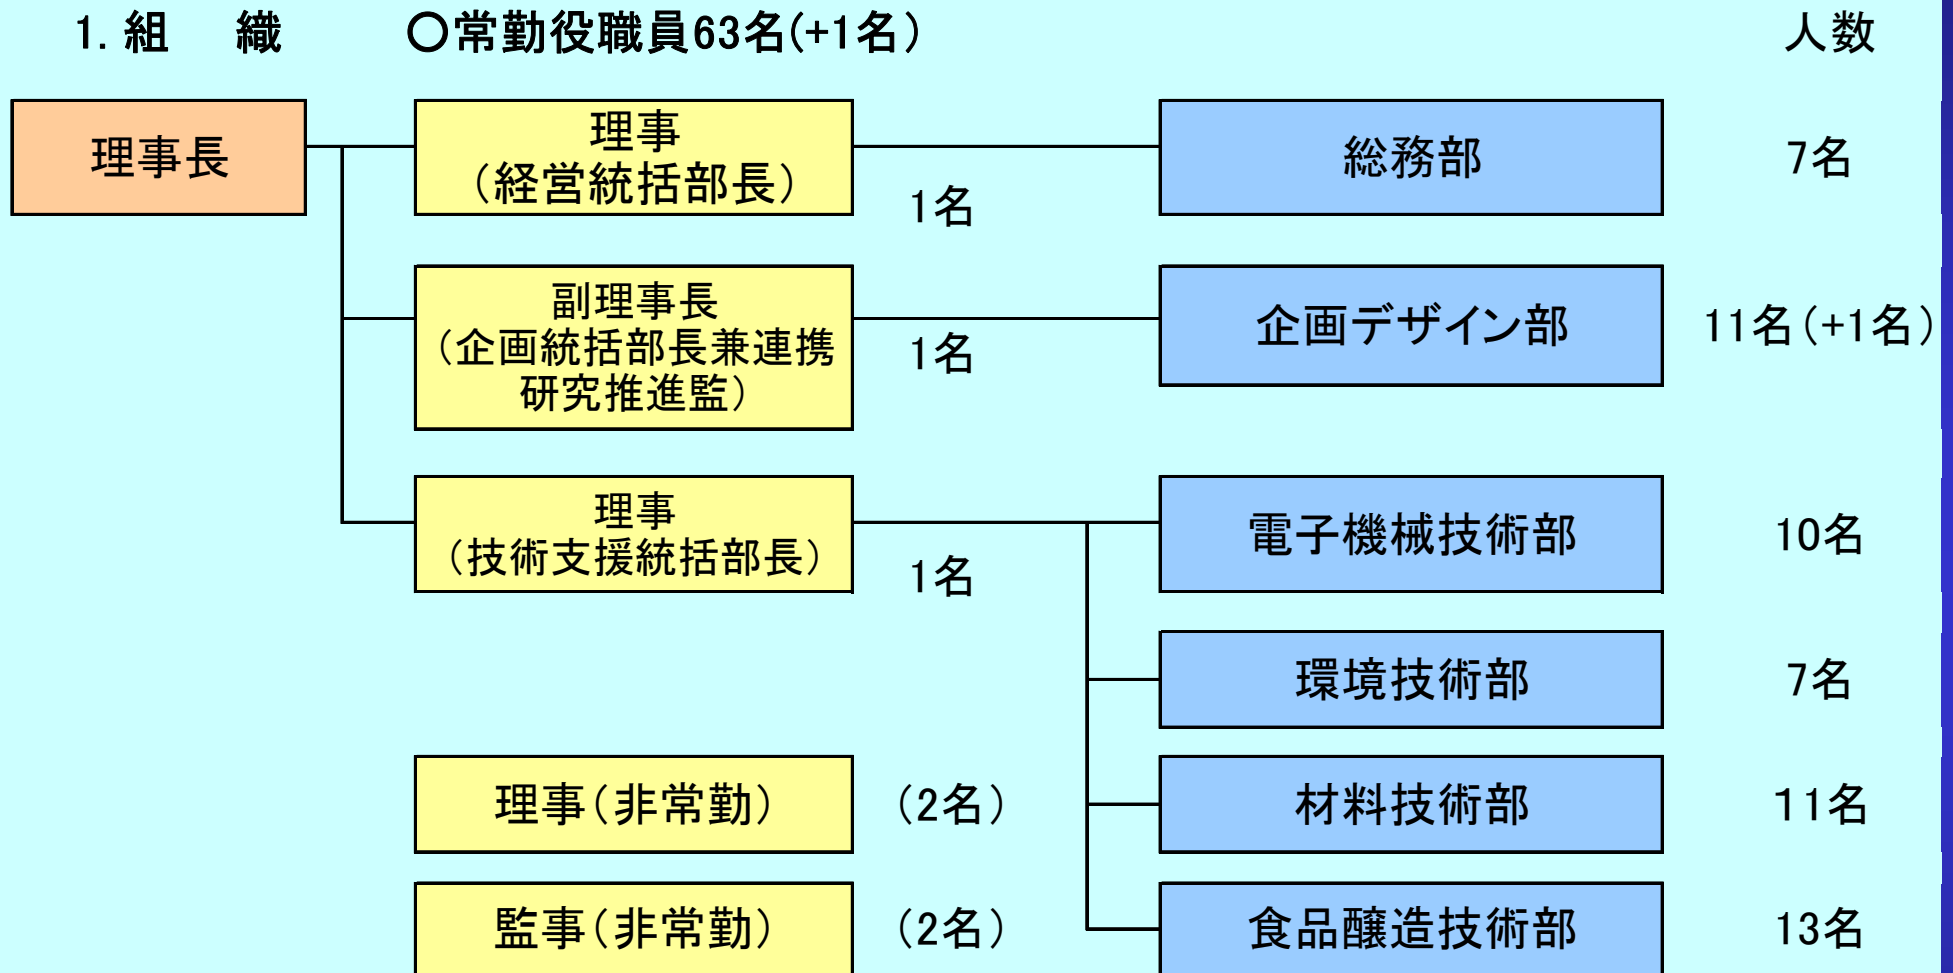 1. 組　織　　〇常勤役職員63名(+1名)　　人数
理事長
理事
（経営統括部長）
1名
総務部
7名
副理事長
（企画統括部長兼連携
研究推進監）
1名
企画デザイン部
11名(+1名)
理事
（技術支援統括部長）
1名
電子機械技術部
10名
環境技術部
7名
理事（非常勤）
（2名）
材料技術部
11名
監事（非常勤）
（2名）
食品醸造技術部
13名